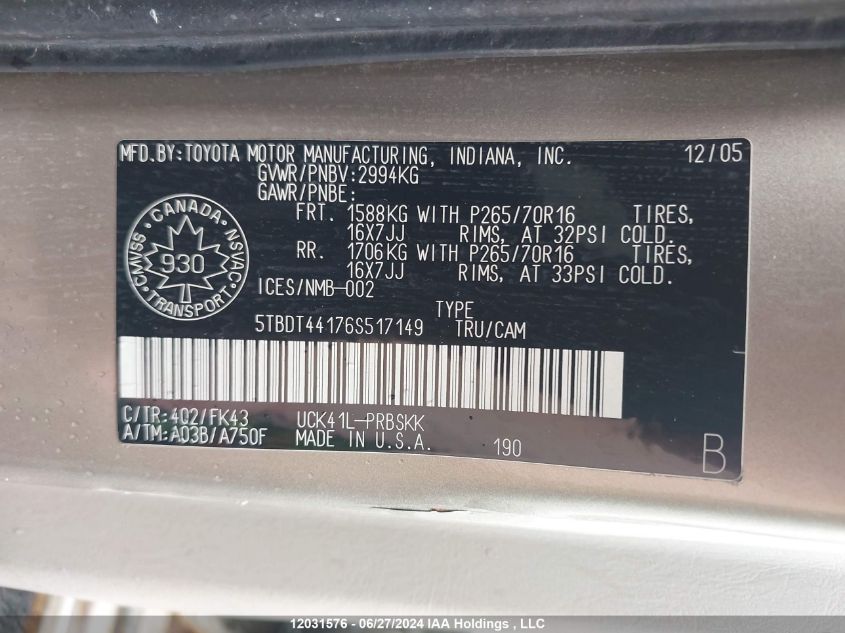 MFD.BY:TOYOTA MOTOR MANUFACTURING, INDIANA, INC. 12/05
GVWR/PNBV:2994KG
GAWR/PNBE:
FRT. 1588KG WITH P265/70R16 TIRES,
16X7JJ RIMS, AT 32PSI COLD.
RR. 1706KG WITH P265/70R16 TIRES,
16X7JJ RIMS, AT 33PSI COLD.
ICES/NMB-002
CANADA
CMVSS 930 NSVAC
TRANSPORT
TYPE
5TBDT44176S517149 TRU/CAM
C/TR:402/FK43 UCK41L-PRBSKK
A/TM:A03B/A750F MADE IN U.S.A. 190
B
12031576 - 06/27/2024 IAA Holdings , LLC